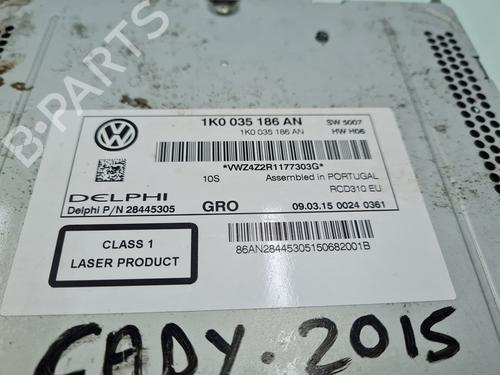 B-PARTS
1K0 035 186 AN
SW 5007
1K0 035 186 AN
HW H06
*VWZ4Z2R1177303G*
10S
Assembled in PORTUGAL
RCD310 EU
DELPHI
Delphi P/N 28445305
GRO
09.03.15 0024 0361
CLASS 1
LASER PRODUCT
86AN28445305150682001B
CADY. 2015